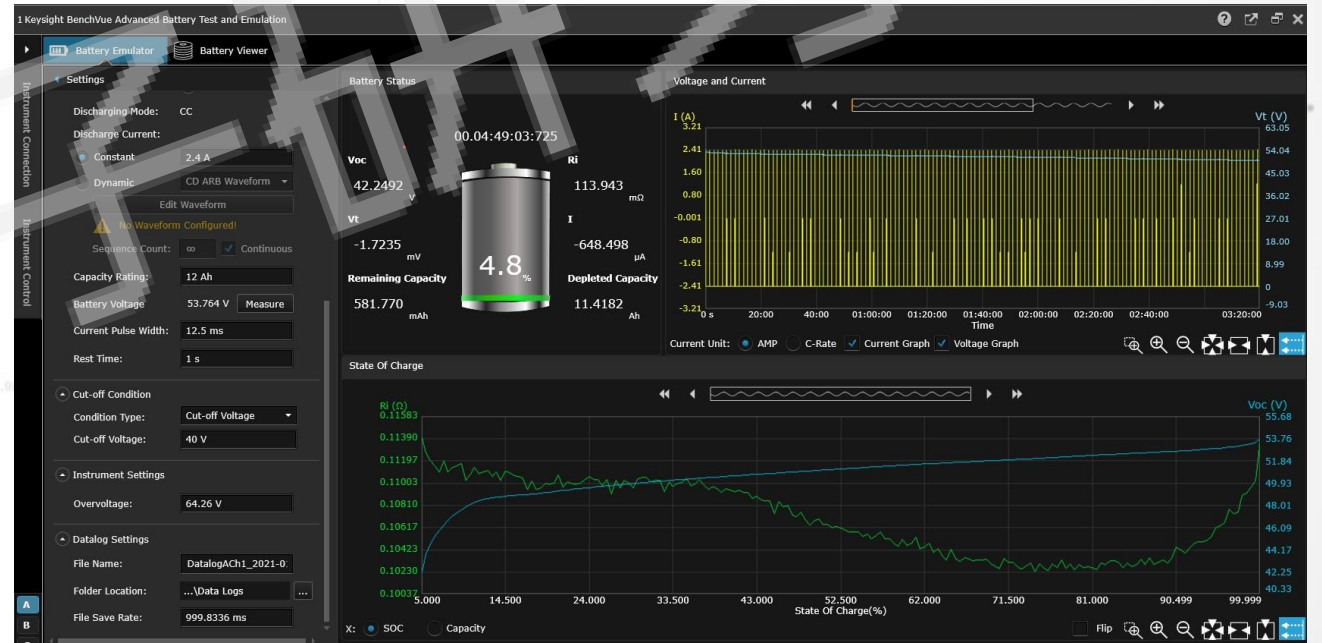 1 Keysight BenchVue Advanced Battery Test and Emulation
Battery Emulator
Battery Viewer
Instrument Connection
Instrument Control
Settings
Discharging Mode: CC
Discharge Current:
Constant 2.4 A
Dynamic CD ARB Waveform
Edit Waveform
No Waveform Configured!
Sequence Count: ∞ Continuous
Capacity Rating: 12 Ah
Battery Voltage 53.764 V Measure
Current Pulse Width: 12.5 ms
Rest Time: 1 s
Cut-off Condition
Condition Type: Cut-off Voltage
Cut-off Voltage: 40 V
Instrument Settings
Overvoltage: 64.26 V
Datalog Settings
File Name: DatalogACh1_2021-0
Folder Location: ...\Data Logs ...
File Save Rate: 999.8336 ms
A
B
Battery Status
00.04:49:03:725
Voc
42.2492 V
Vt
-1.7235 mV
Remaining Capacity
581.770 mAh
4.8 %
Ri
113.943 mΩ
I
-648.498 µA
Depleted Capacity
11.4182 Ah
Voltage and Current
I (A) Vt (V)
3.21 63.05
2.41 54.04
1.60 45.03
0.80 36.02
-0.001 27.01
-0.80 18.00
-1.61 8.99
-2.41 0
-3.21 -9.03
0 s 20:00 40:00 01:00:00 01:20:00 01:40:00 02:00:00 02:20:00 02:40:00 03:20:00
Time
Current Unit: AMP C-Rate Current Graph Voltage Graph
State Of Charge
Ri (Ω) Voc (V)
0.11583 55.68
0.11390 53.76
0.11197 51.84
0.11003 49.93
0.10810 48.01
0.10617 46.09
0.10423 44.17
0.10230 42.25
0.10037 40.33
5.000 14.500 24.000 33.500 43.000 52.500 62.000 71.500 81.000 90.499 99.999
State Of Charge(%)
X: SOC Capacity Flip